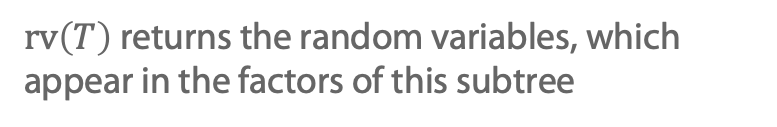 rv(T) returns the random variables, which
appear in the factors of this subtree